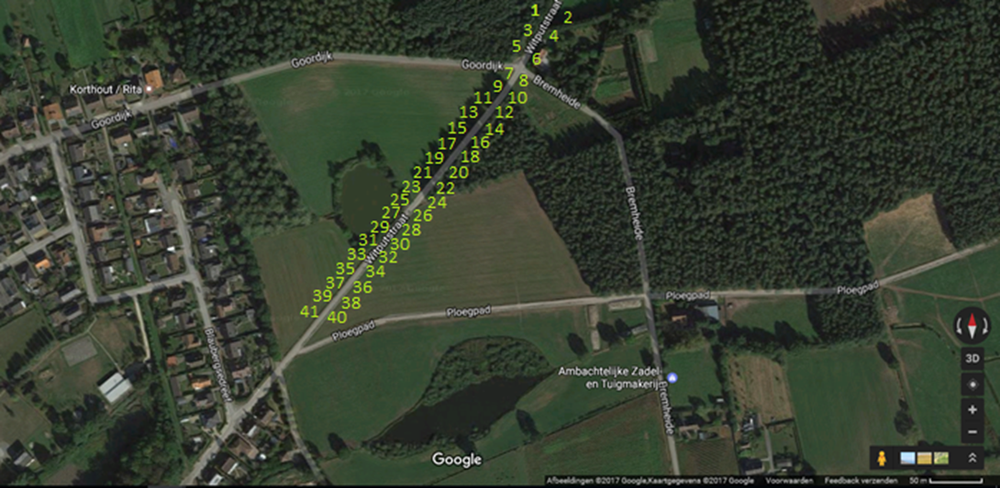 1
2
Witputstraat
3
4
5
6
Goordijk
Goordijk
7
8
Bremheide
9
10
Korthout / Rita
11
12
13
Goordijk
14
15
16
17
18
19
20
21
22
23
24
25
Bremheide
26
27
28
29
Witputstraat
30
31
32
33
34
35
36
37
38
39
40
41
Ploegpad
Ploegpad
Ploegpad
Ploegpad
Blaubergsedreef
Ambachtelijke Zadel-
en Tuigmakerij
Bremheide
3D
Google
Afbeeldingen ©2017 Google,Kaartgegevens ©2017 Google Voorwaarden Feedback verzenden 50 m